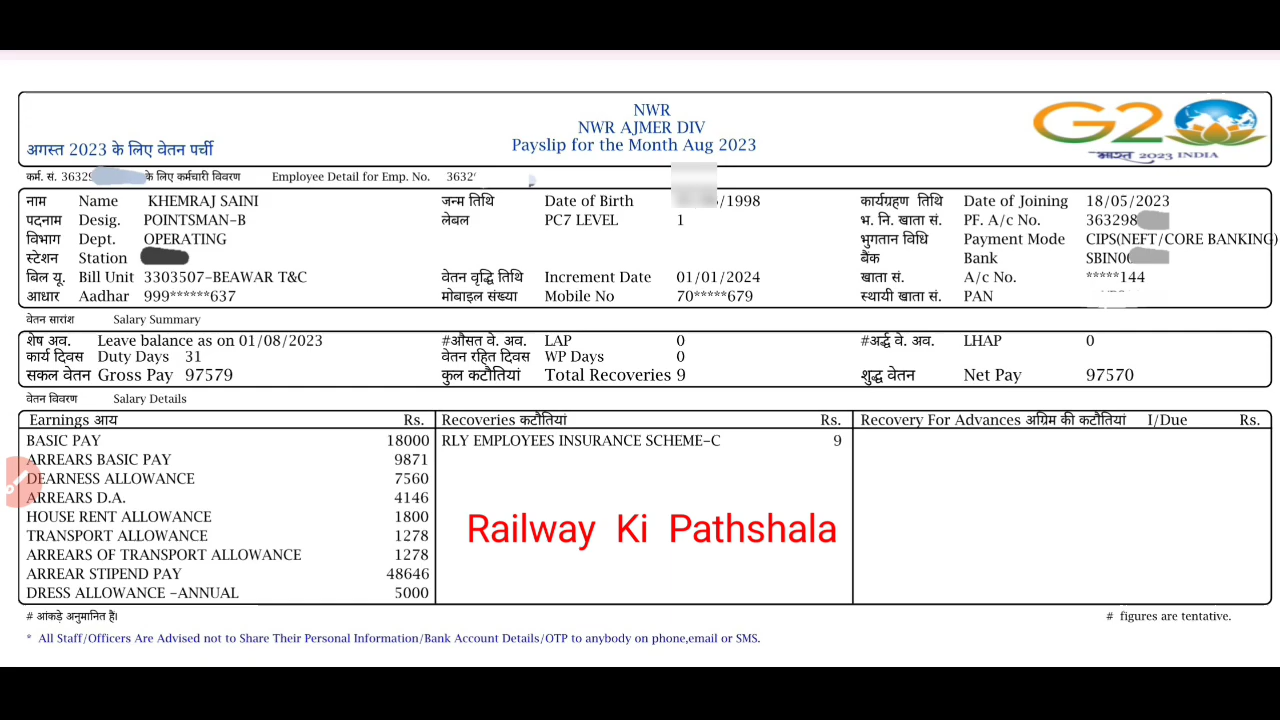 NWR
NWR AJMER DIV
अगस्त 2023 के लिए वेतन पर्ची Payslip for the Month Aug 2023
G20
भारत 2023 INDIA
कर्म. सं. 36329 के लिए कर्मचारी विवरण Employee Detail for Emp. No. 3632
नाम Name KHEMRAJ SAINI जन्म तिथि Date of Birth /1998 कार्यग्रहण तिथि Date of Joining 18/05/2023
पदनाम Desig. POINTSMAN-B लेबल PC7 LEVEL 1 भ. नि. खाता सं. PF. A/c No. 363298
विभाग Dept. OPERATING भुगतान विधि Payment Mode CIPS(NEFT/CORE BANKING)
स्टेशन Station बैंक Bank SBIN00
बिल यू. Bill Unit 3303507-BEAWAR T&C वेतन वृद्धि तिथि Increment Date 01/01/2024 खाता सं. A/c No. *****144
आधार Aadhar 999******637 मोबाइल संख्या Mobile No 70*****679 स्थायी खाता सं. PAN
वेतन सारांश Salary Summary
शेष अव. Leave balance as on 01/08/2023 #औसत वे. अव. LAP 0 #अर्द्ध वे. अव. LHAP 0
कार्य दिवस Duty Days 31 वेतन रहित दिवस WP Days 0
सकल वेतन Gross Pay 97579 कुल कटौतियां Total Recoveries 9 शुद्ध वेतन Net Pay 97570
वेतन विवरण Salary Details
Earnings आय Rs. Recoveries कटौतियां Rs. Recovery For Advances अग्रिम की कटौतियां I/Due Rs.
BASIC PAY 18000 RLY EMPLOYEES INSURANCE SCHEME-C 9
ARREARS BASIC PAY 9871
DEARNESS ALLOWANCE 7560
ARREARS D.A. 4146
HOUSE RENT ALLOWANCE 1800
TRANSPORT ALLOWANCE 1278
ARREARS OF TRANSPORT ALLOWANCE 1278
ARREAR STIPEND PAY 48646
DRESS ALLOWANCE -ANNUAL 5000
Railway Ki Pathshala
# आंकड़े अनुमानित है। # figures are tentative.
* All Staff/Officers Are Advised not to Share Their Personal Information/Bank Account Details/OTP to anybody on phone,email or SMS.